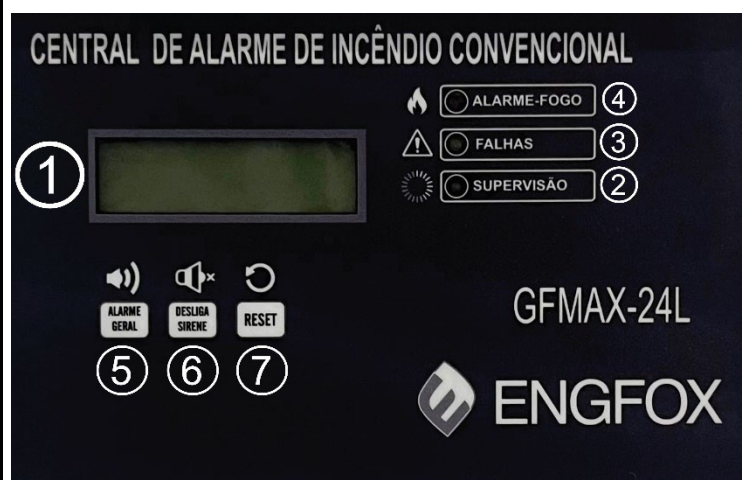 CENTRAL DE ALARME DE INCÊNDIO CONVENCIONAL
ALARME-FOGO 4
FALHAS 3
SUPERVISÃO 2
1
ALARME GERAL
DESLIGA SIRENE
RESET
5 6 7
GFMAX-24L
ENGFOX